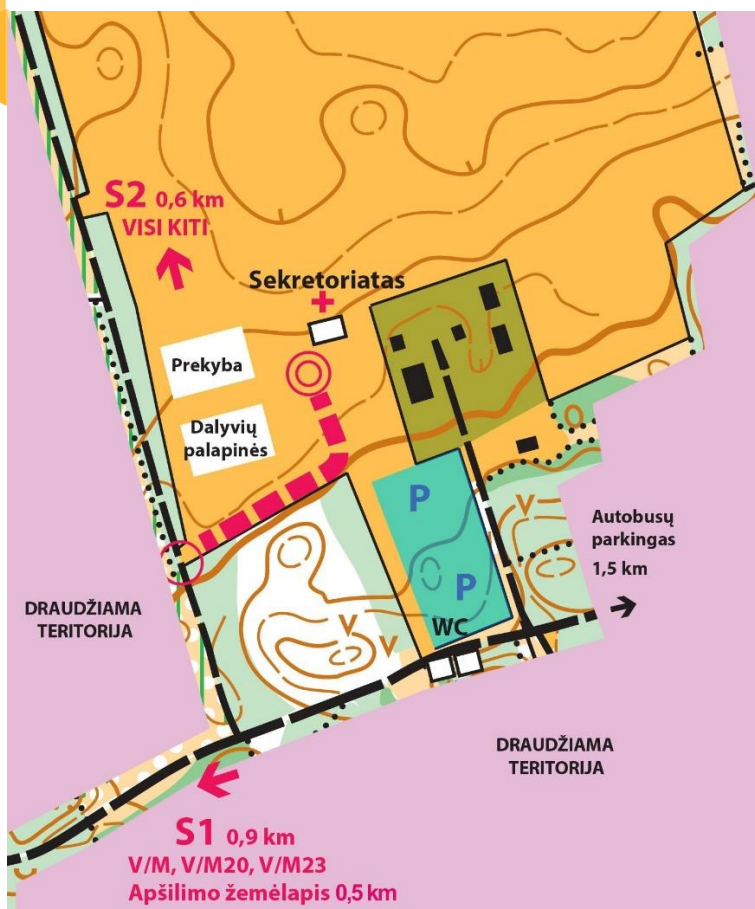 S2 0,6 km
VISI KITI
Sekretoriatas
Prekyba
Dalyvių
palapinės
P
P
WC
Autobusų
parkingas
1,5 km
DRAUDŽIAMA
TERITORIJA
DRAUDŽIAMA
TERITORIJA
S1 0,9 km
V/M, V/M20, V/M23
Apšilimo žemėlapis 0,5 km